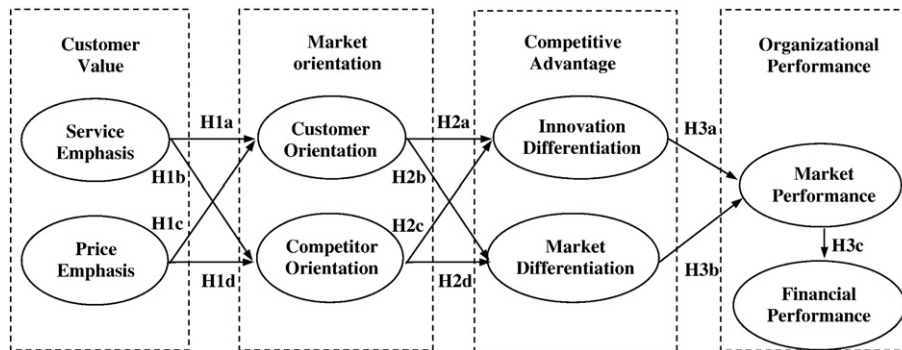 Customer
Value
Market
orientation
Competitive
Advantage
Organizational
Performance
Service
Emphasis
Price
Emphasis
H1a
H1b
H1c
H1d
Customer
Orientation
Competitor
Orientation
H2a
H2b
H2c
H2d
Innovation
Differentiation
Market
Differentiation
H3a
H3b
Market
Performance
H3c
Financial
Performance